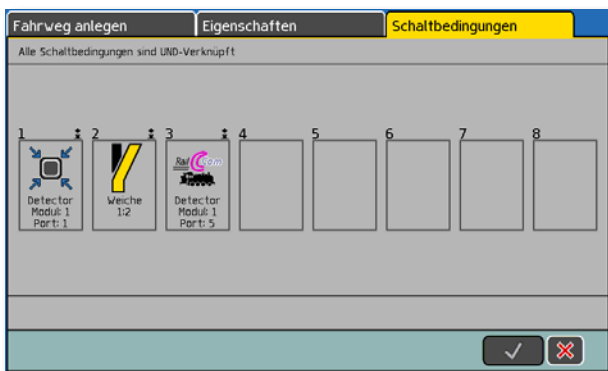 Fahrweg anlegen Eigenschaften Schaltbedingungen
Alle Schaltbedingungen sind UND-Verknüpft
1 2 3 4 5 6 7 8
RailCom
Detector
Modul: 1
Port: 1
Weiche
1:2
Detector
Modul: 1
Port: 5